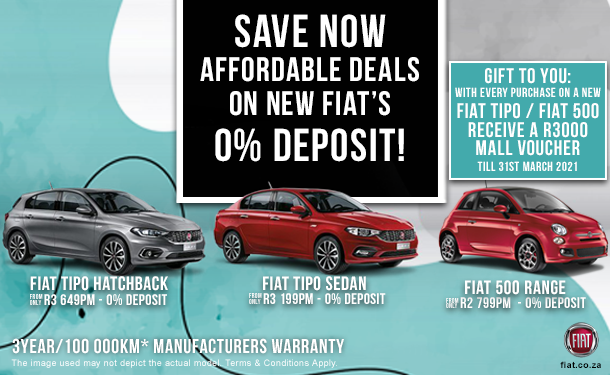 SAVE NOW
AFFORDABLE DEALS
ON NEW FIAT'S
0% DEPOSIT!
GIFT TO YOU:
WITH EVERY PURCHASE ON A NEW
FIAT TIPO / FIAT 500
RECEIVE A R3000
MALL VOUCHER
TILL 31ST MARCH 2021
FIAT TIPO HATCHBACK
FROM ONLY R3 649PM - 0% DEPOSIT
FIAT TIPO SEDAN
FROM ONLY R3 199PM - 0% DEPOSIT
FIAT 500 RANGE
FROM ONLY R2 799PM - 0% DEPOSIT
3YEAR/100 000KM* MANUFACTURERS WARRANTY
The image used may not depict the actual model. Terms & Conditions Apply.
FIAT
fiat.co.za